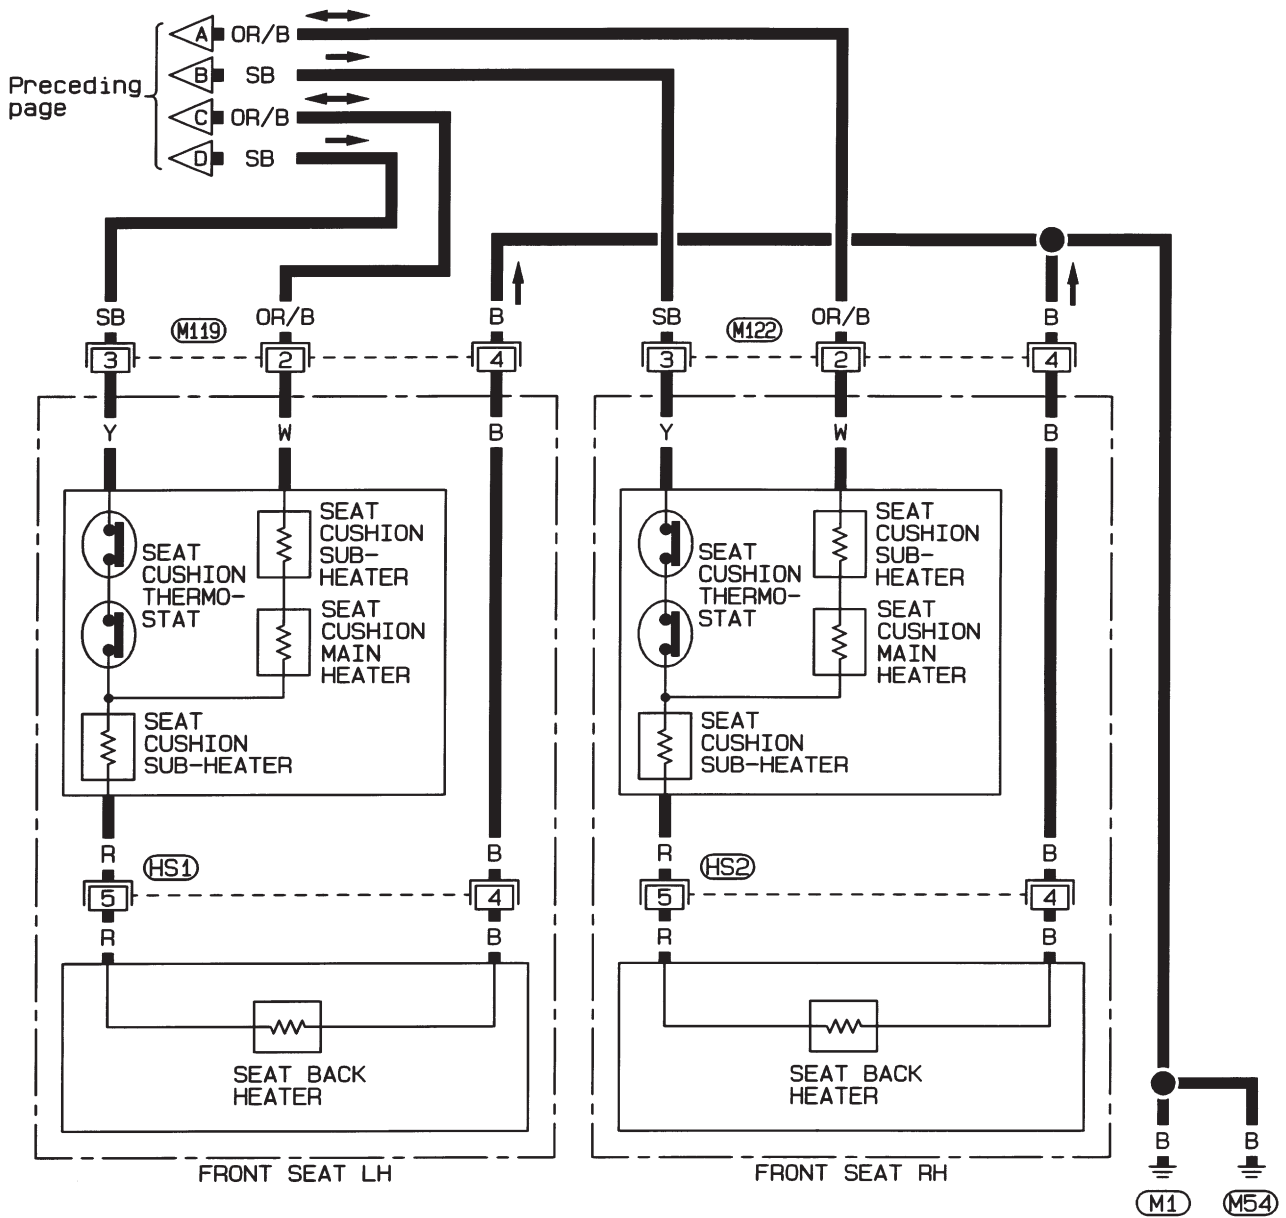 A OR/B
B SB
Preceding
page
C OR/B
D SB
SB M119 OR/B B SB M122 OR/B B
3 2 4 3 2 4
Y W B Y W B
SEAT
CUSHION
THERMO-
STAT
SEAT
CUSHION
SUB-
HEATER
SEAT
CUSHION
MAIN
HEATER
SEAT
CUSHION
SUB-HEATER
SEAT
CUSHION
THERMO-
STAT
SEAT
CUSHION
SUB-
HEATER
SEAT
CUSHION
MAIN
HEATER
SEAT
CUSHION
SUB-HEATER
R HS1 B R HS2 B
5 4 5 4
R B R B
SEAT BACK
HEATER
SEAT BACK
HEATER
B B
FRONT SEAT LH FRONT SEAT RH
M1 M54